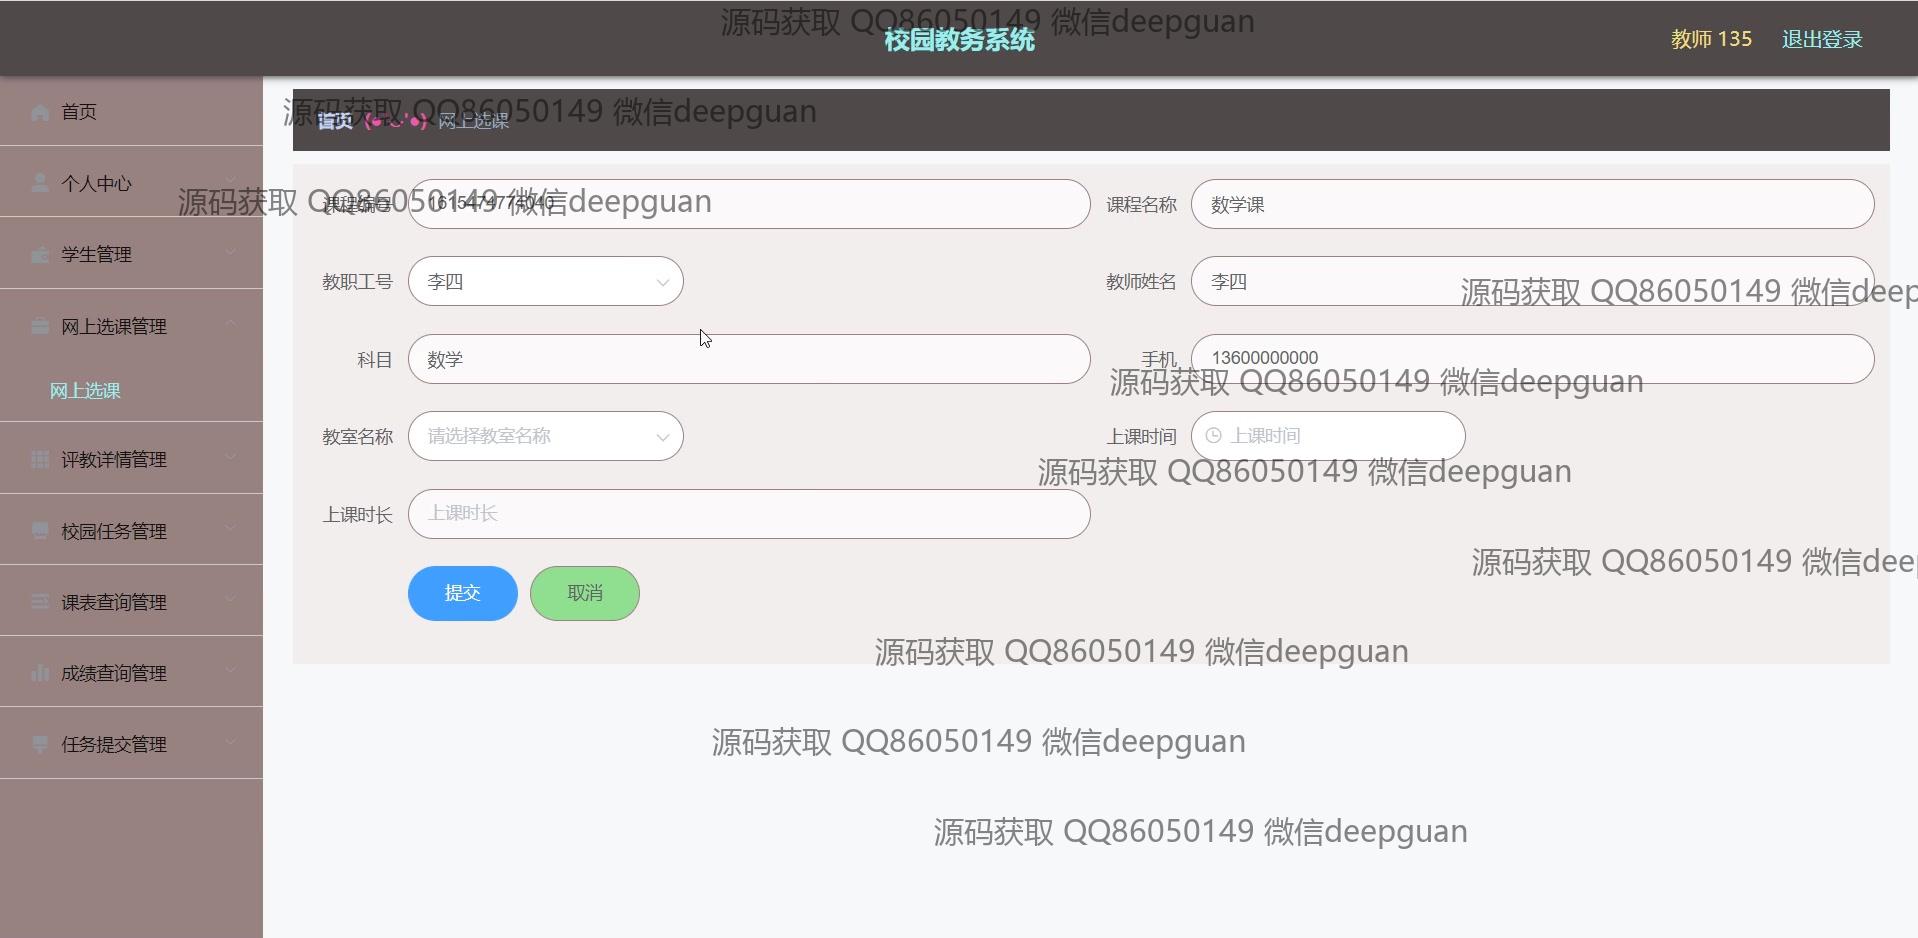 源码获取 QQ86050149 微信deepguan
校园教务系统
教师 135 退出登录
首页
源码获取 QQ86050149 微信deepguan
首页 (●'◡'●) 网上选课
个人中心
源码获取 QQ86050149 微信deepguan
课程编号 1615474774040 课程名称 数学课
学生管理
教职工号 李四 教师姓名 李四
源码获取 QQ86050149 微信deep
网上选课管理
科目 数学 手机 13600000000
网上选课
源码获取 QQ86050149 微信deepguan
教室名称 请选择教室名称 上课时间 上课时间
评教详情管理
源码获取 QQ86050149 微信deepguan
上课时长 上课时长
校园任务管理
源码获取 QQ86050149 微信deep
提交 取消
课表查询管理
源码获取 QQ86050149 微信deepguan
成绩查询管理
任务提交管理
源码获取 QQ86050149 微信deepguan
源码获取 QQ86050149 微信deepguan